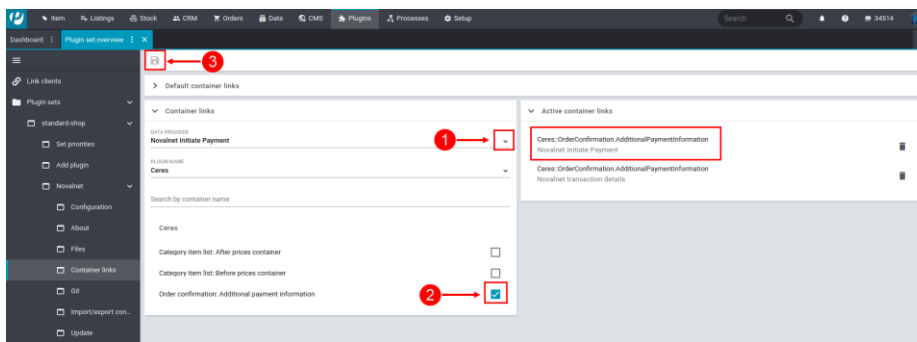 Item Listings Stock CRM Orders Data CMS Plugins Processes Setup Search 34514
Dashboard Plugin set overview
3
Link clients
Default container links
Plugin sets
Container links
Active container links
standard-shop
DATA PROVIDER
Novalnet Initiate Payment
1
Ceres::OrderConfirmation.AdditionalPaymentInformation
Novalnet Initiate Payment
Set priorities
PLUGIN NAME
Ceres
Add plugin
Ceres::OrderConfirmation.AdditionalPaymentInformation
Novalnet transaction details
Novalnet
Search by container name
Configuration
About
Ceres
Files
Category item list: After prices container
Container links
Category item list: Before prices container
Git
Order confirmation: Additional payment information
2
Import/export con...
Update